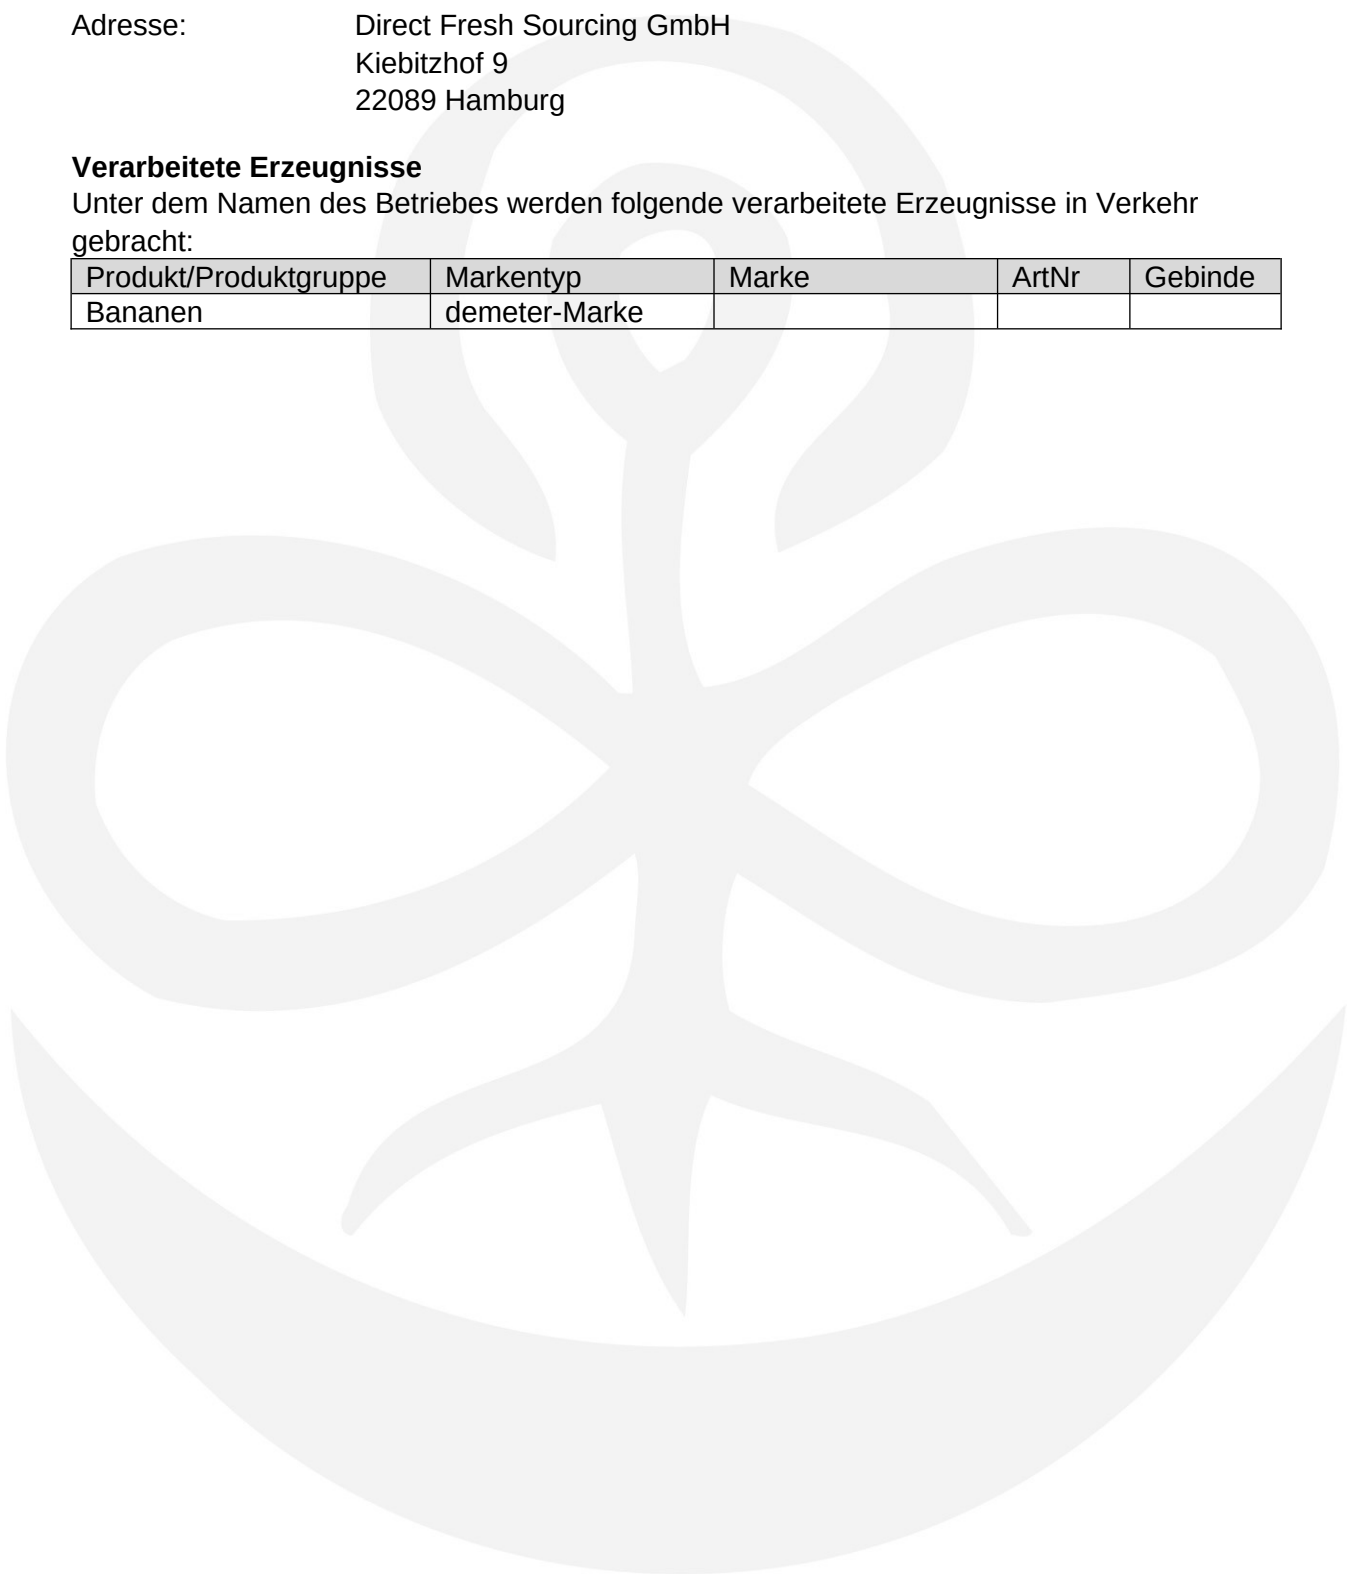 Adresse: Direct Fresh Sourcing GmbH
Kiebitzhof 9
22089 Hamburg
Verarbeitete Erzeugnisse
Unter dem Namen des Betriebes werden folgende verarbeitete Erzeugnisse in Verkehr
gebracht:
Produkt/Produktgruppe Markentyp Marke ArtNr Gebinde
Bananen demeter-Marke